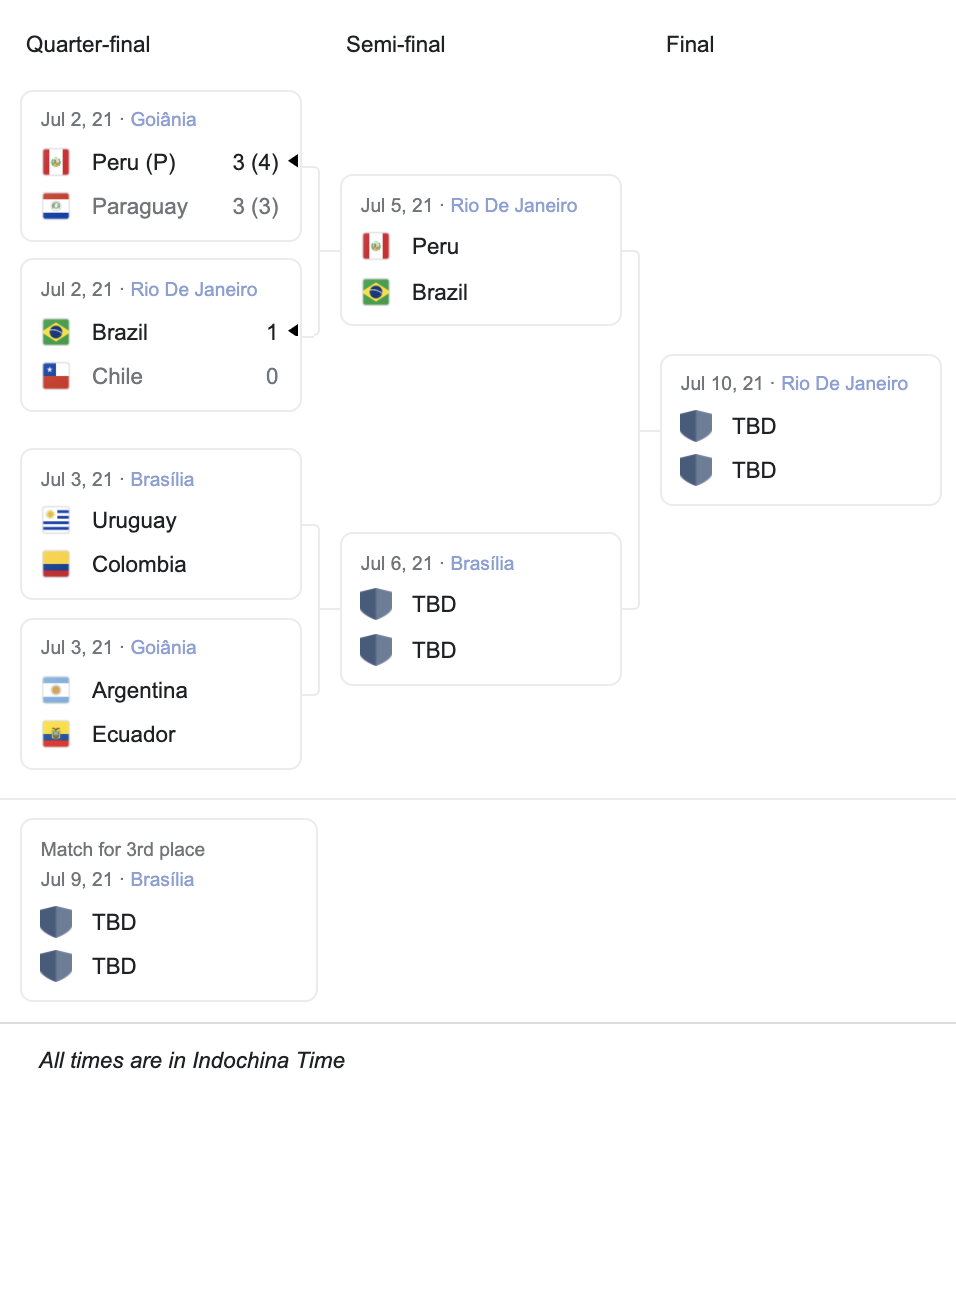 Quarter-final
Semi-final
Final
Jul 2, 21 · Goiânia
Peru (P) 3 (4)
Paraguay 3 (3)
Jul 2, 21 · Rio De Janeiro
Brazil 1
Chile 0
Jul 3, 21 · Brasília
Uruguay
Colombia
Jul 3, 21 · Goiânia
Argentina
Ecuador
Jul 5, 21 · Rio De Janeiro
Peru
Brazil
Jul 6, 21 · Brasília
TBD
TBD
Jul 10, 21 · Rio De Janeiro
TBD
TBD
Match for 3rd place
Jul 9, 21 · Brasília
TBD
TBD
All times are in Indochina Time